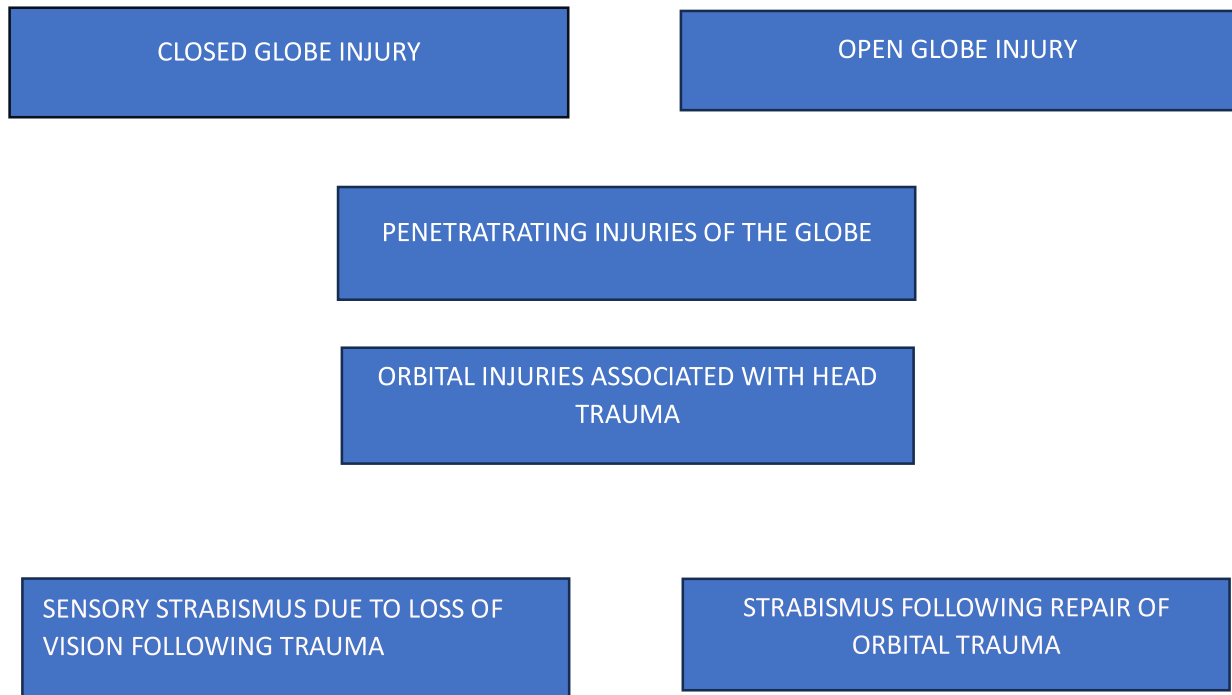 CLOSED GLOBE INJURY
OPEN GLOBE INJURY
PENETRATRATING INJURIES OF THE GLOBE
ORBITAL INJURIES ASSOCIATED WITH HEAD
TRAUMA
SENSORY STRABISMUS DUE TO LOSS OF
VISION FOLLOWING TRAUMA
STRABISMUS FOLLOWING REPAIR OF
ORBITAL TRAUMA